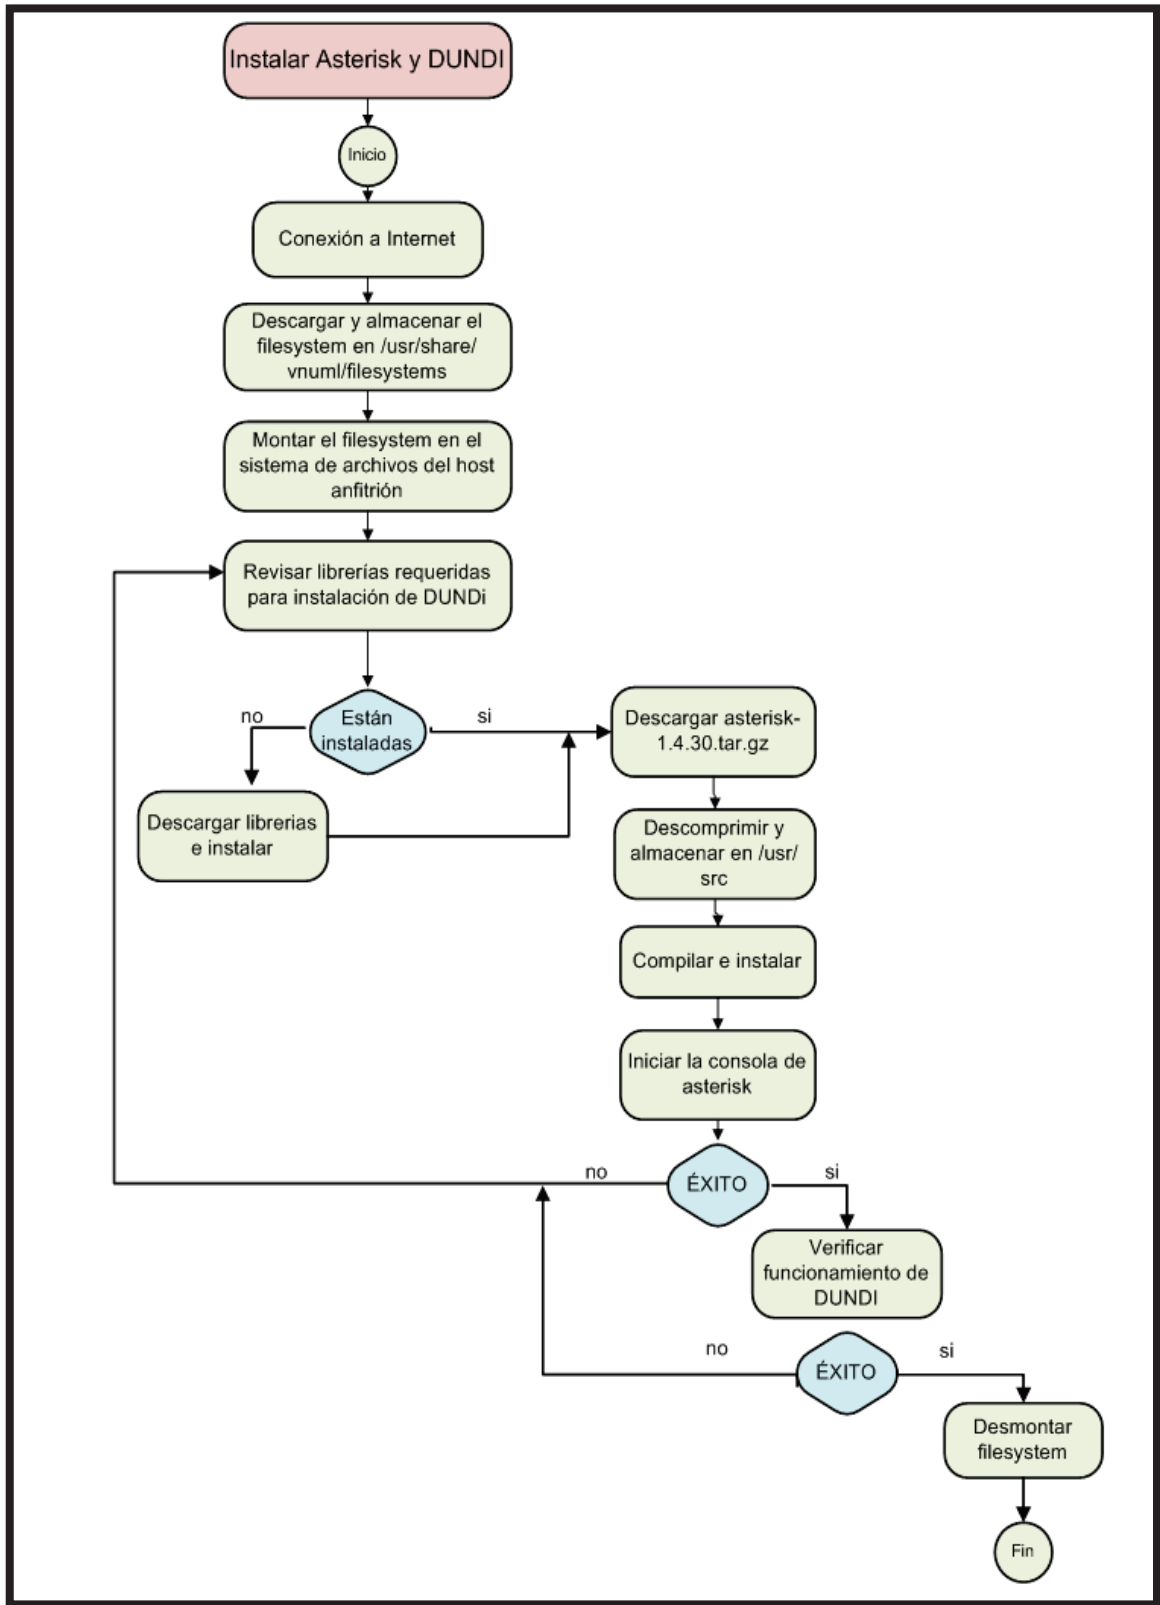 Instalar Asterisk y DUNDI
Inicio
Conexión a Internet
Descargar y almacenar el
filesystem en /usr/share/
vnuml/filesystems
Montar el filesystem en el
sistema de archivos del host
anfitrión
Revisar librerías requeridas
para instalación de DUNDi
Están
instaladas
no
si
Descargar librerias
e instalar
Descargar asterisk-
1.4.30.tar.gz
Descomprimir y
almacenar en /usr/
src
Compilar e instalar
Iniciar la consola de
asterisk
ÉXITO
no
si
Verificar
funcionamiento de
DUNDI
ÉXITO
no
si
Desmontar
filesystem
Fin